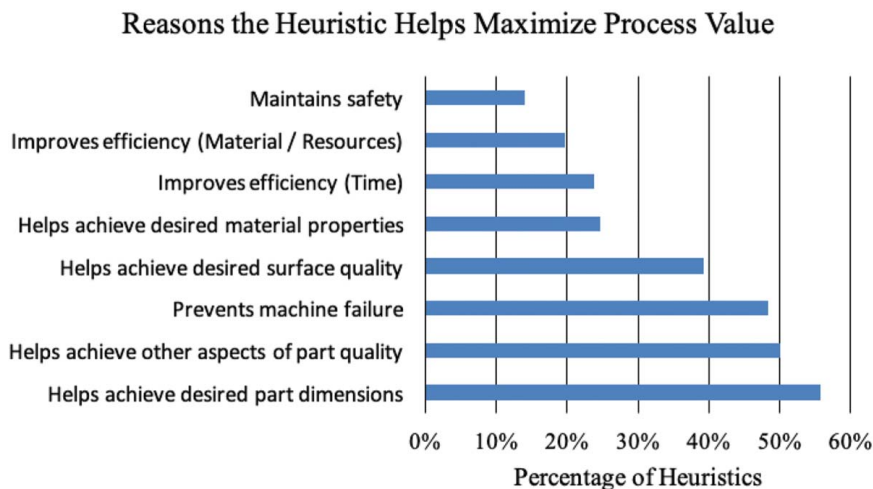 Reasons the Heuristic Helps Maximize Process Value
Maintains safety
Improves efficiency (Material / Resources)
Improves efficiency (Time)
Helps achieve desired material properties
Helps achieve desired surface quality
Prevents machine failure
Helps achieve other aspects of part quality
Helps achieve desired part dimensions
0% 10% 20% 30% 40% 50% 60%
Percentage of Heuristics